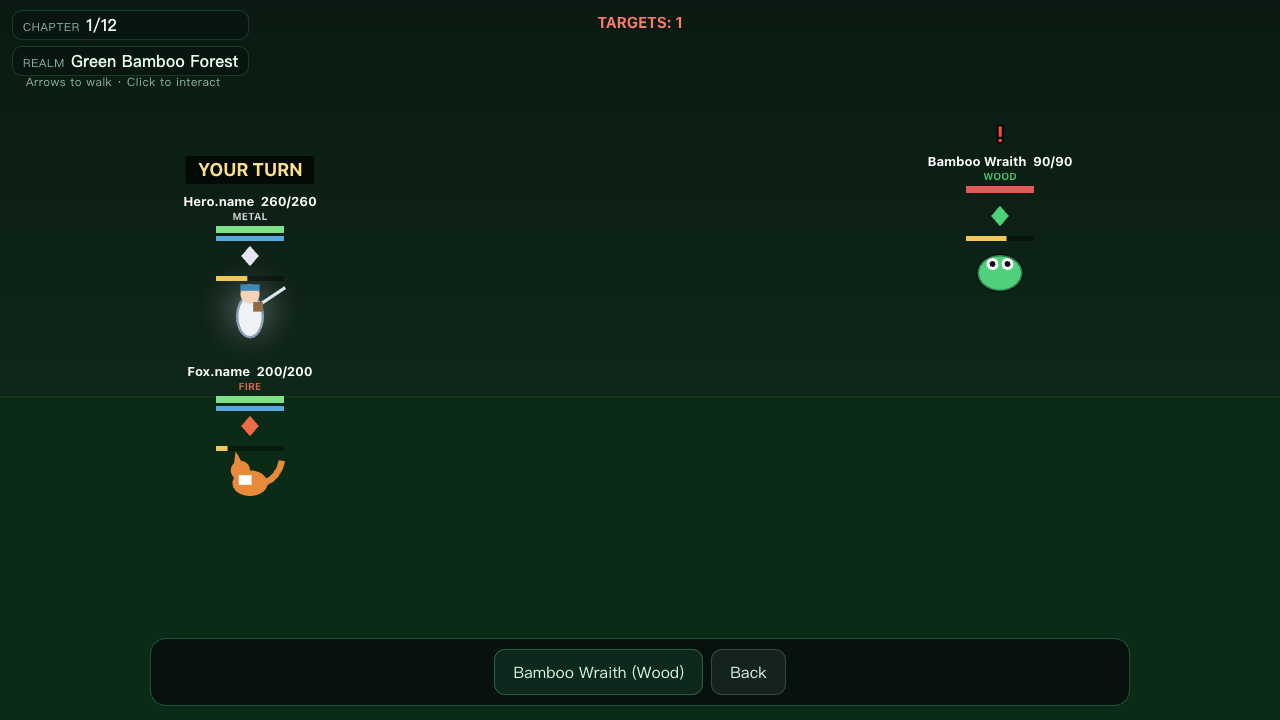 CHAPTER 1/12
REALM Green Bamboo Forest
Arrows to walk · Click to interact
TARGETS: 1
!
Bamboo Wraith 90/90
WOOD
YOUR TURN
Hero.name 260/260
METAL
Fox.name 200/200
FIRE
Bamboo Wraith (Wood)
Back